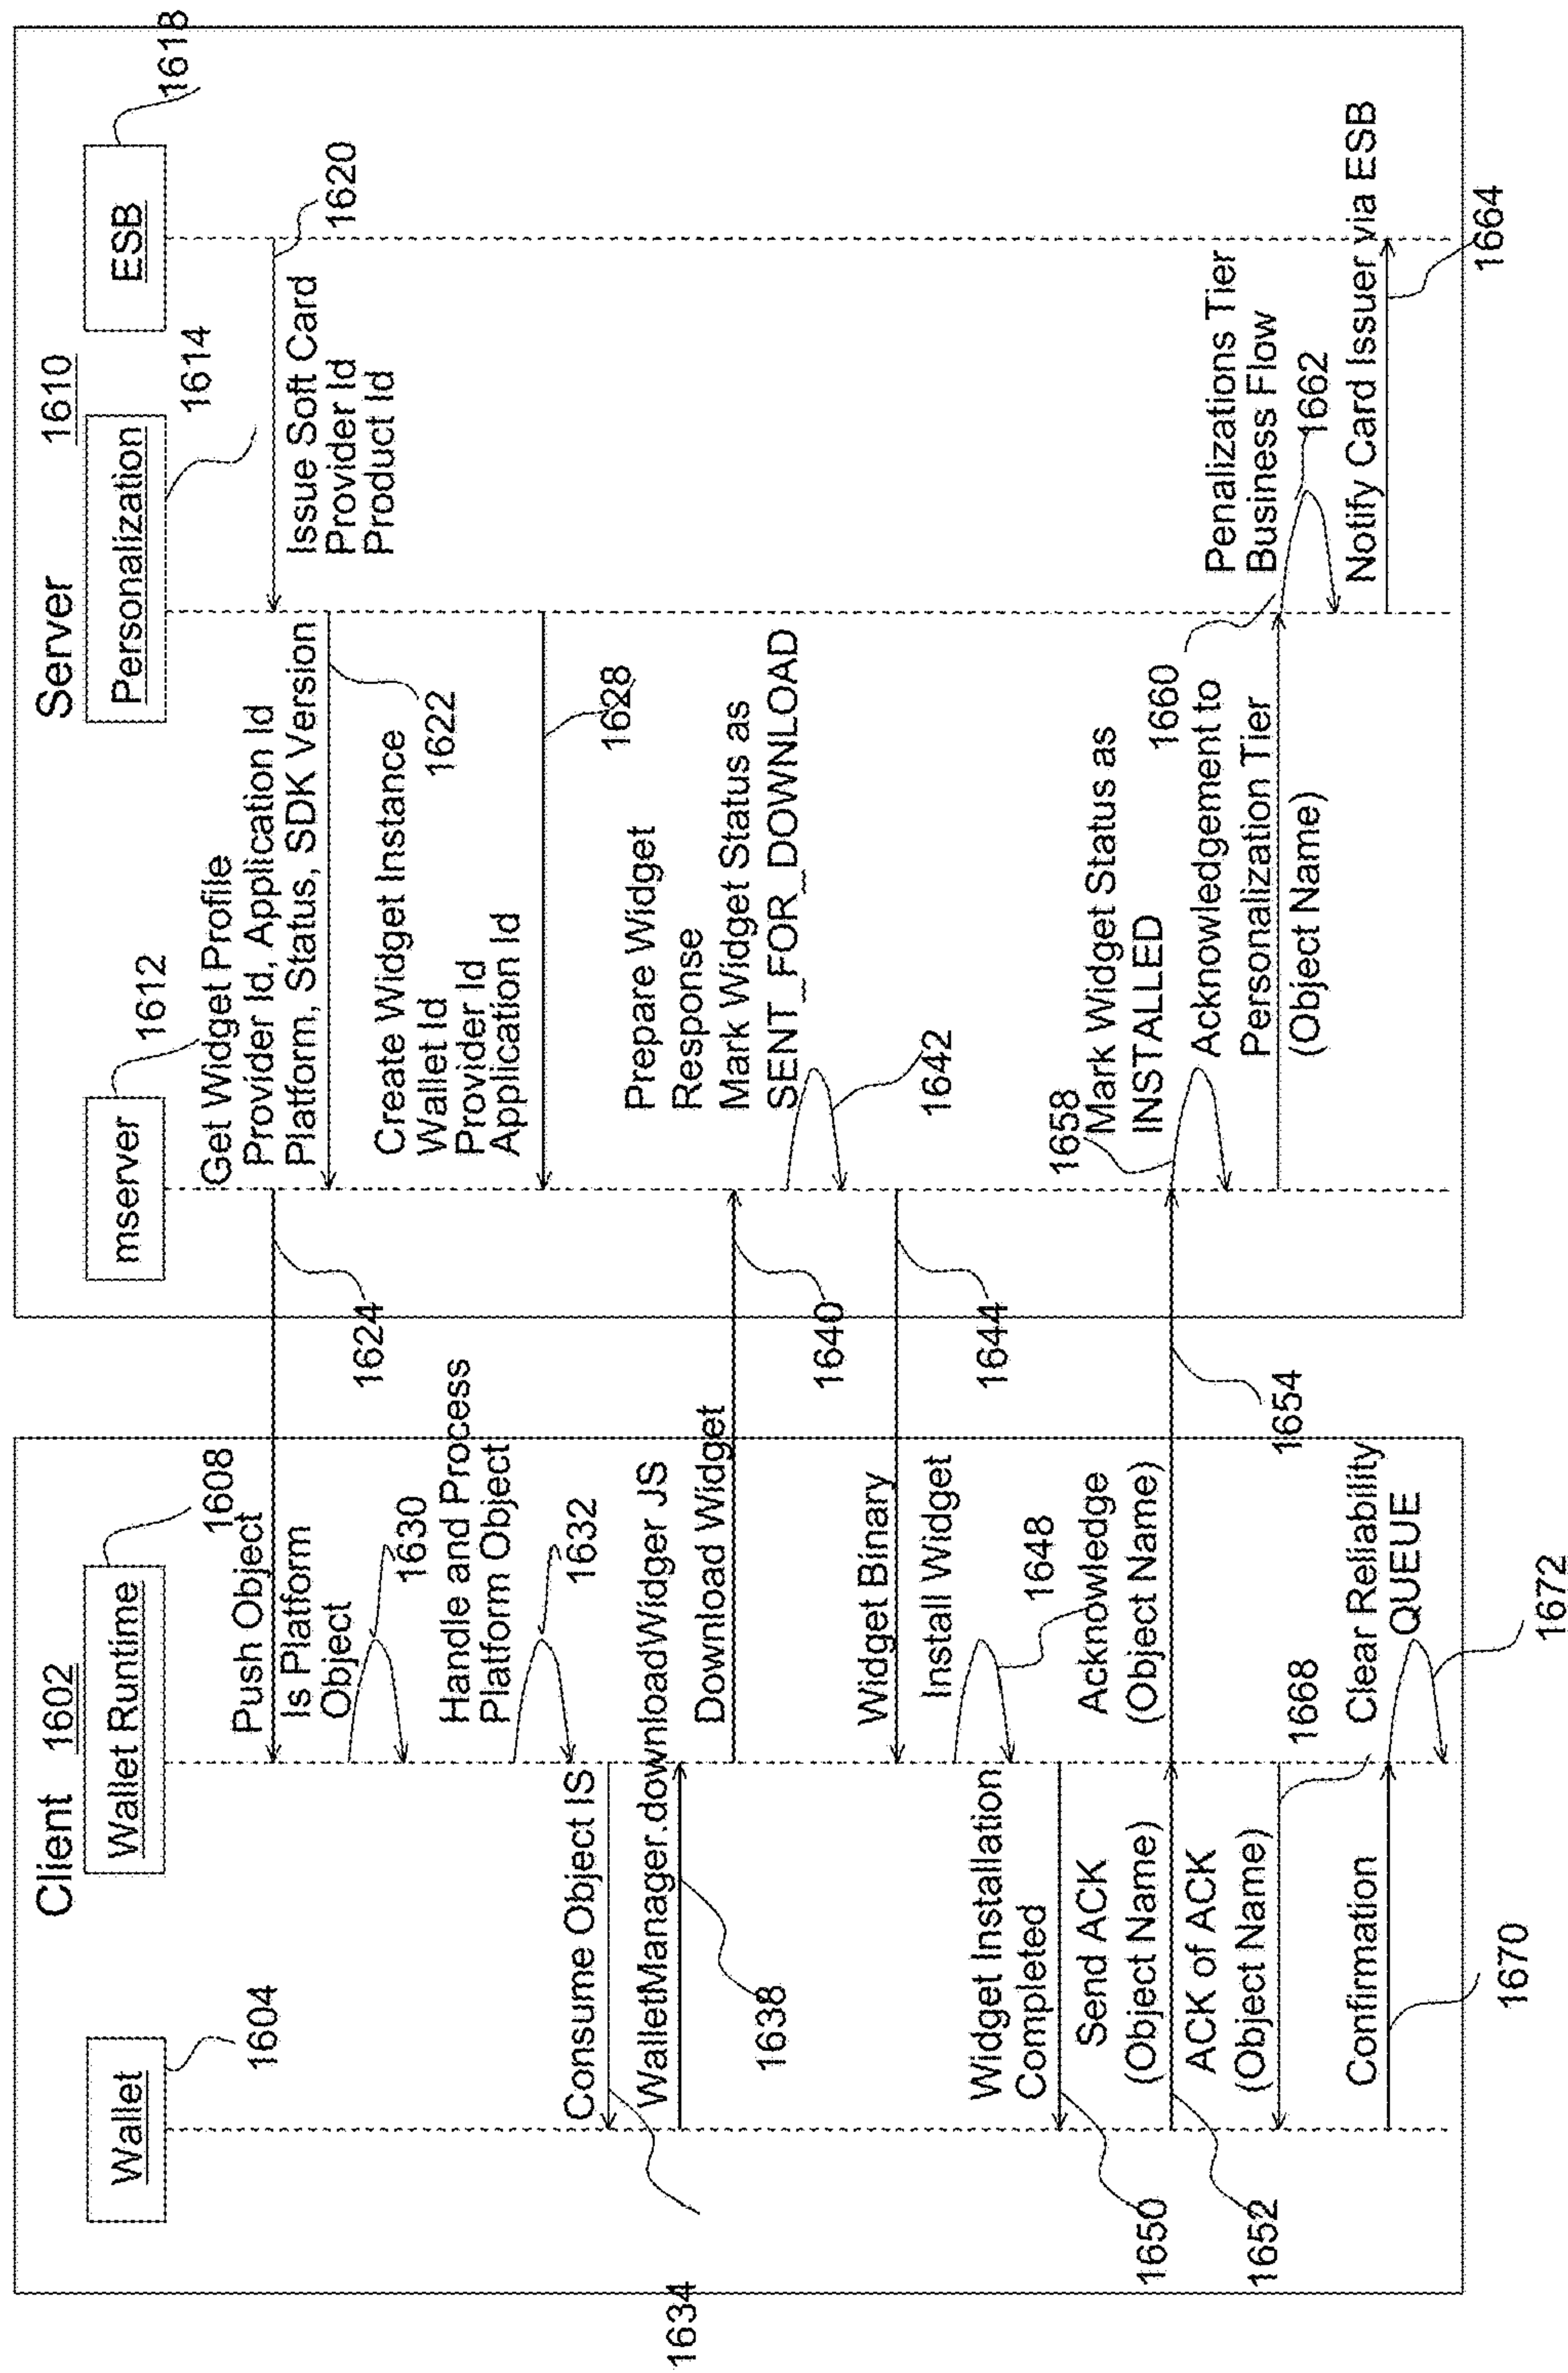 Client 1602
Server 1610
Wallet
1604
Wallet Runtime
1608
mserver
1612
Personalization
1614
ESB
1618
1620
Issue Soft Card
Provider Id
Product Id
Get Widget Profile
Provider Id, Application Id
Platform, Status, SDK Version
1622
Push Object
1624
Is Platform
Object
1630
Create Widget Instance
Wallet Id
Provider Id
Application Id
1628
Handle and Process
Platform Object
1632
Consume Object IS
1634
WalletManager.downloadWidger JS
1638
Download Widget
1640
Prepare Widget
Response
Mark Widget Status as
SENT_FOR_DOWNLOAD
1642
Widget Binary
1644
Install Widget
1648
Widget Installation
Completed
1650
Send ACK
(Object Name)
1652
Acknowledge
(Object Name)
1654
1658
Mark Widget Status as
INSTALLED
1660
Acknowledgement to
Personalization Tier
(Object Name)
Penalizations Tier
Business Flow
1662
ACK of ACK
(Object Name)
1668
Notify Card Issuer via ESB
1664
Confirmation
1670
Clear Reliability
QUEUE
1672